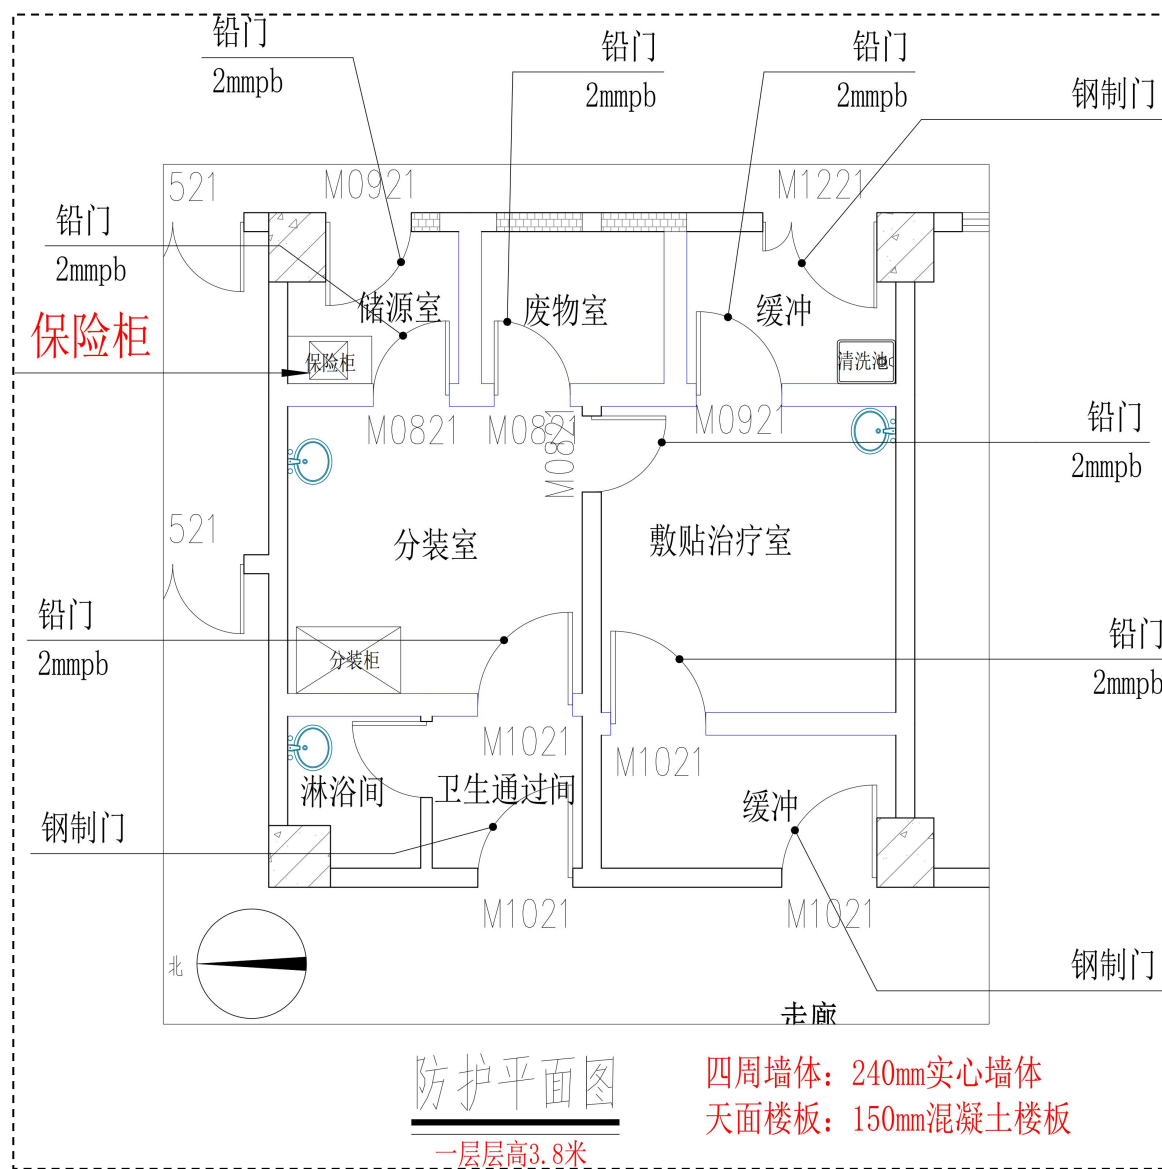 铅门
2mmpb
铅门
2mmpb
铅门
2mmpb
钢制门
521
M0921
M1221
铅门
2mmpb
保险柜
储源室
废物室
缓冲
保险柜
清洗池
M0821
M0821
M0921
M0821
铅门
2mmpb
521
分装室
敷贴治疗室
铅门
2mmpb
分装柜
铅门
2mmpb
M1021
M1021
淋浴间
卫生通过间
缓冲
钢制门
M1021
M1021
北
钢制门
走廊
防护平面图
一层层高3.8米
四周墙体：240mm实心墙体
天面楼板：150mm混凝土楼板